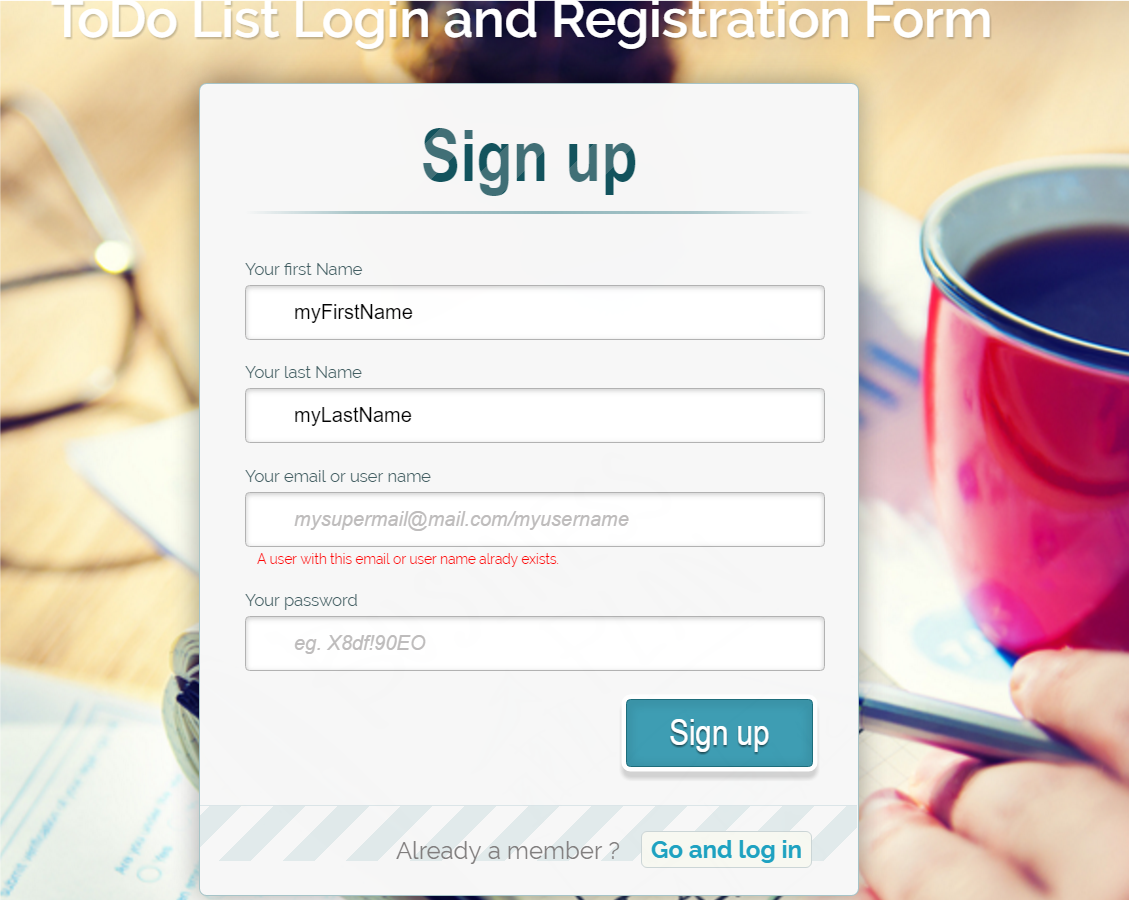 ToDo List Login and Registration Form
Sign up
Your first Name
myFirstName
Your last Name
myLastName
Your email or user name
mysupermail@mail.com/myusername
A user with this email or user name alrady exists.
Your password
eg. X8df!90EO
Sign up
Already a member ? Go and log in
Yes